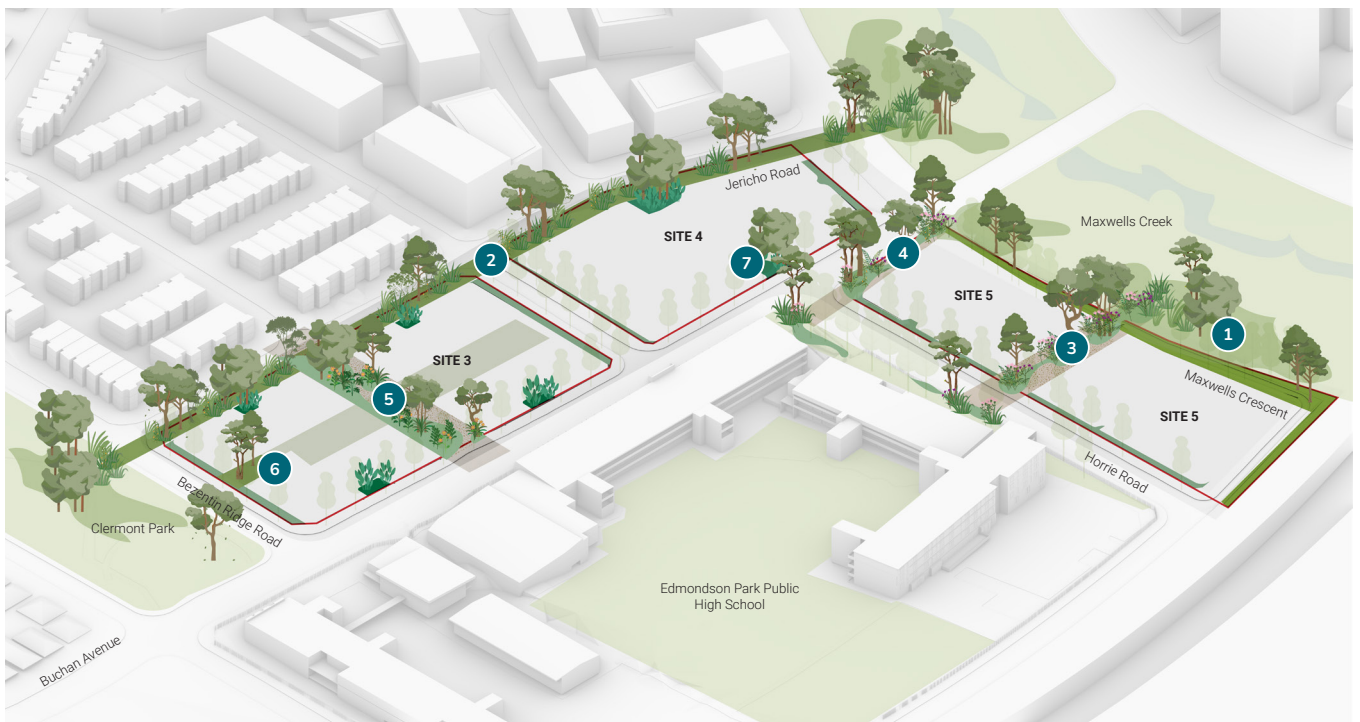 Jericho Road
Maxwells Creek
SITE 4
2
7
4
SITE 5
1
3
SITE 3
Maxwells Crescent
5
SITE 5
6
Horrie Road
Bezentin Ridge Road
Clermont Park
Edmondson Park Public
High School
Buchan Avenue